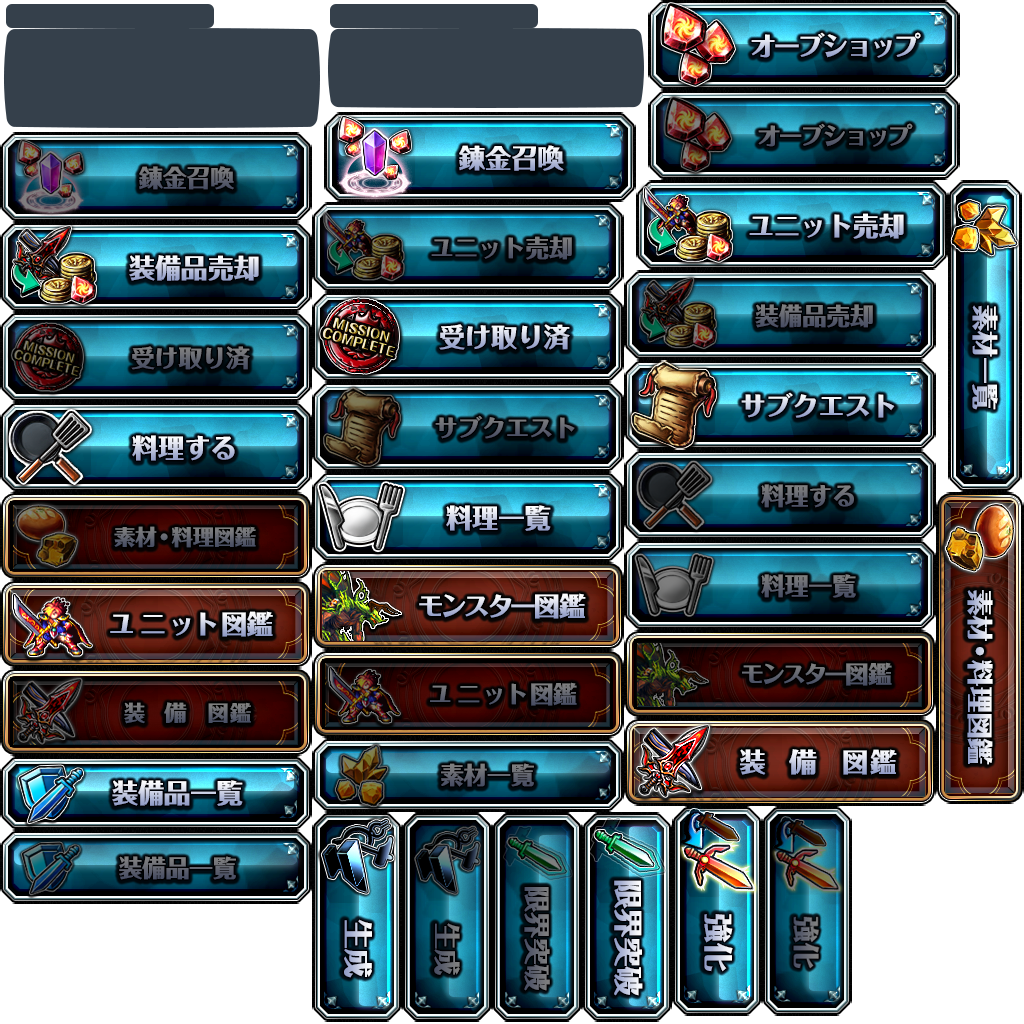 オーブショップ
オーブショップ
錬金召喚
錬金召喚
ユニット売却
ユニット売却
装備品売却
装備品売却
MISSION COMPLETE
受け取り済
MISSION COMPLETE
受け取り済
サブクエスト
サブクエスト
料理する
料理する
料理一覧
料理一覧
素材・料理図鑑
モンスター図鑑
モンスター図鑑
ユニット図鑑
ユニット図鑑
装 備 図鑑
装 備 図鑑
素材一覧
装備品一覧
装備品一覧
素材一覧
素材・料理図鑑
生成
生成
限界突破
限界突破
強化
強化